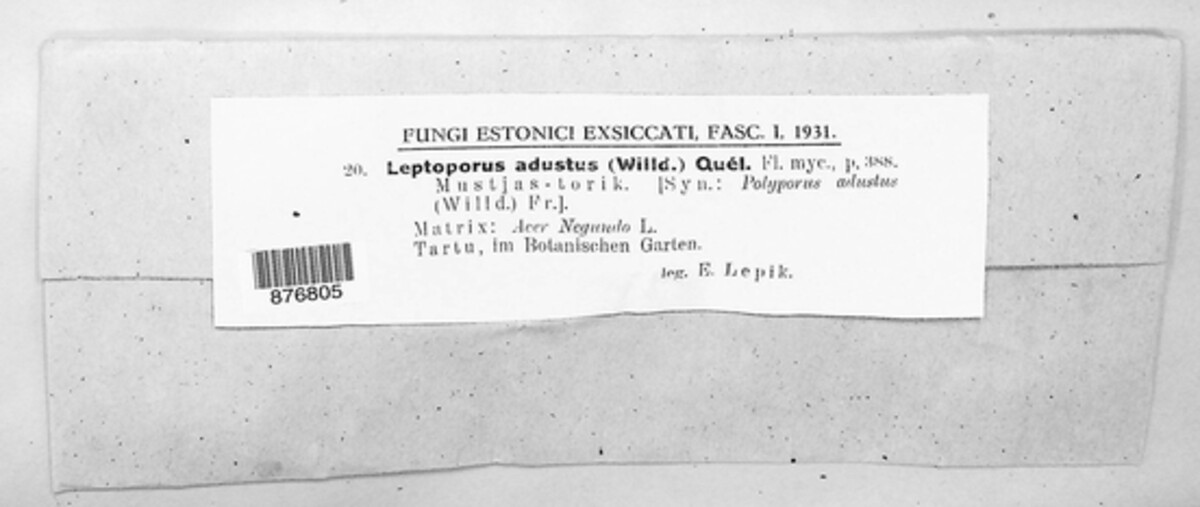 FUNGI ESTONICI EXSICCATI, FASC. I, 1931.
20. Leptoporus adustus (Willd.) Quél. Fl. myc., p. 388.
Mustjas-torik. [Syn.: Polyporus adustus
(Willd.) Fr.].
Matrix: Acer Negundo L.
Tartu, im Botanischen Garten.
leg. E. Lepik.
876805